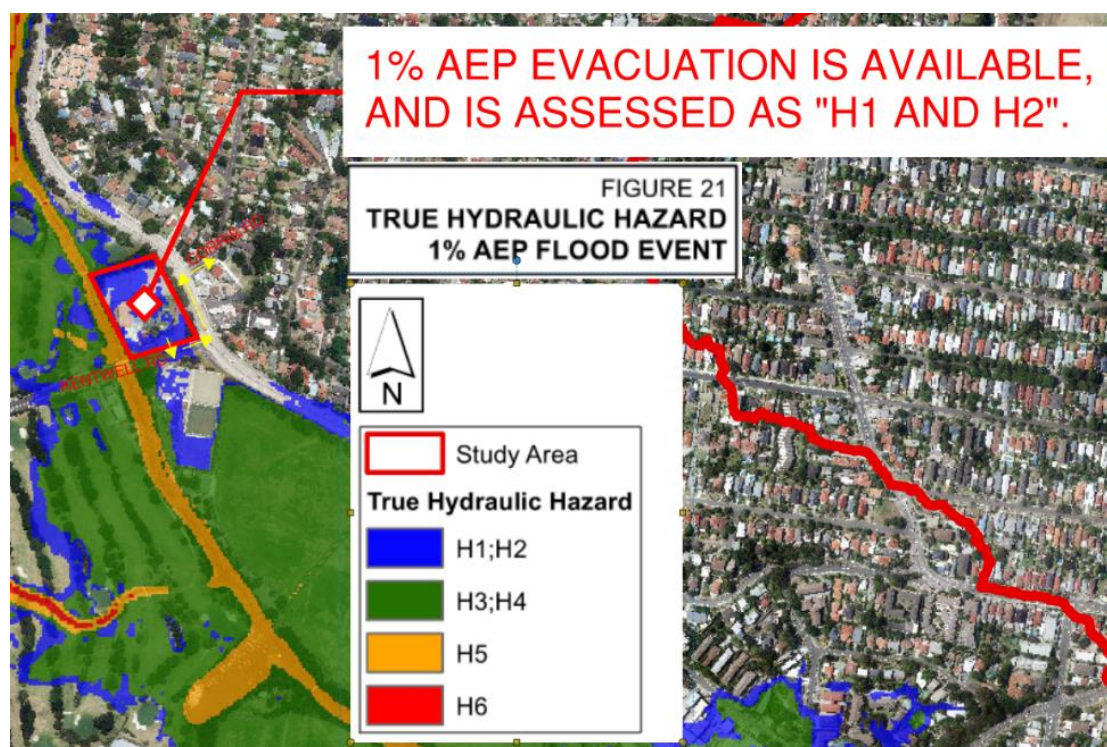 1% AEP EVACUATION IS AVAILABLE,
AND IS ASSESSED AS "H1 AND H2".
FIGURE 21
TRUE HYDRAULIC HAZARD
1% AEP FLOOD EVENT
N
Study Area
True Hydraulic Hazard
H1;H2
H3;H4
H5
H6